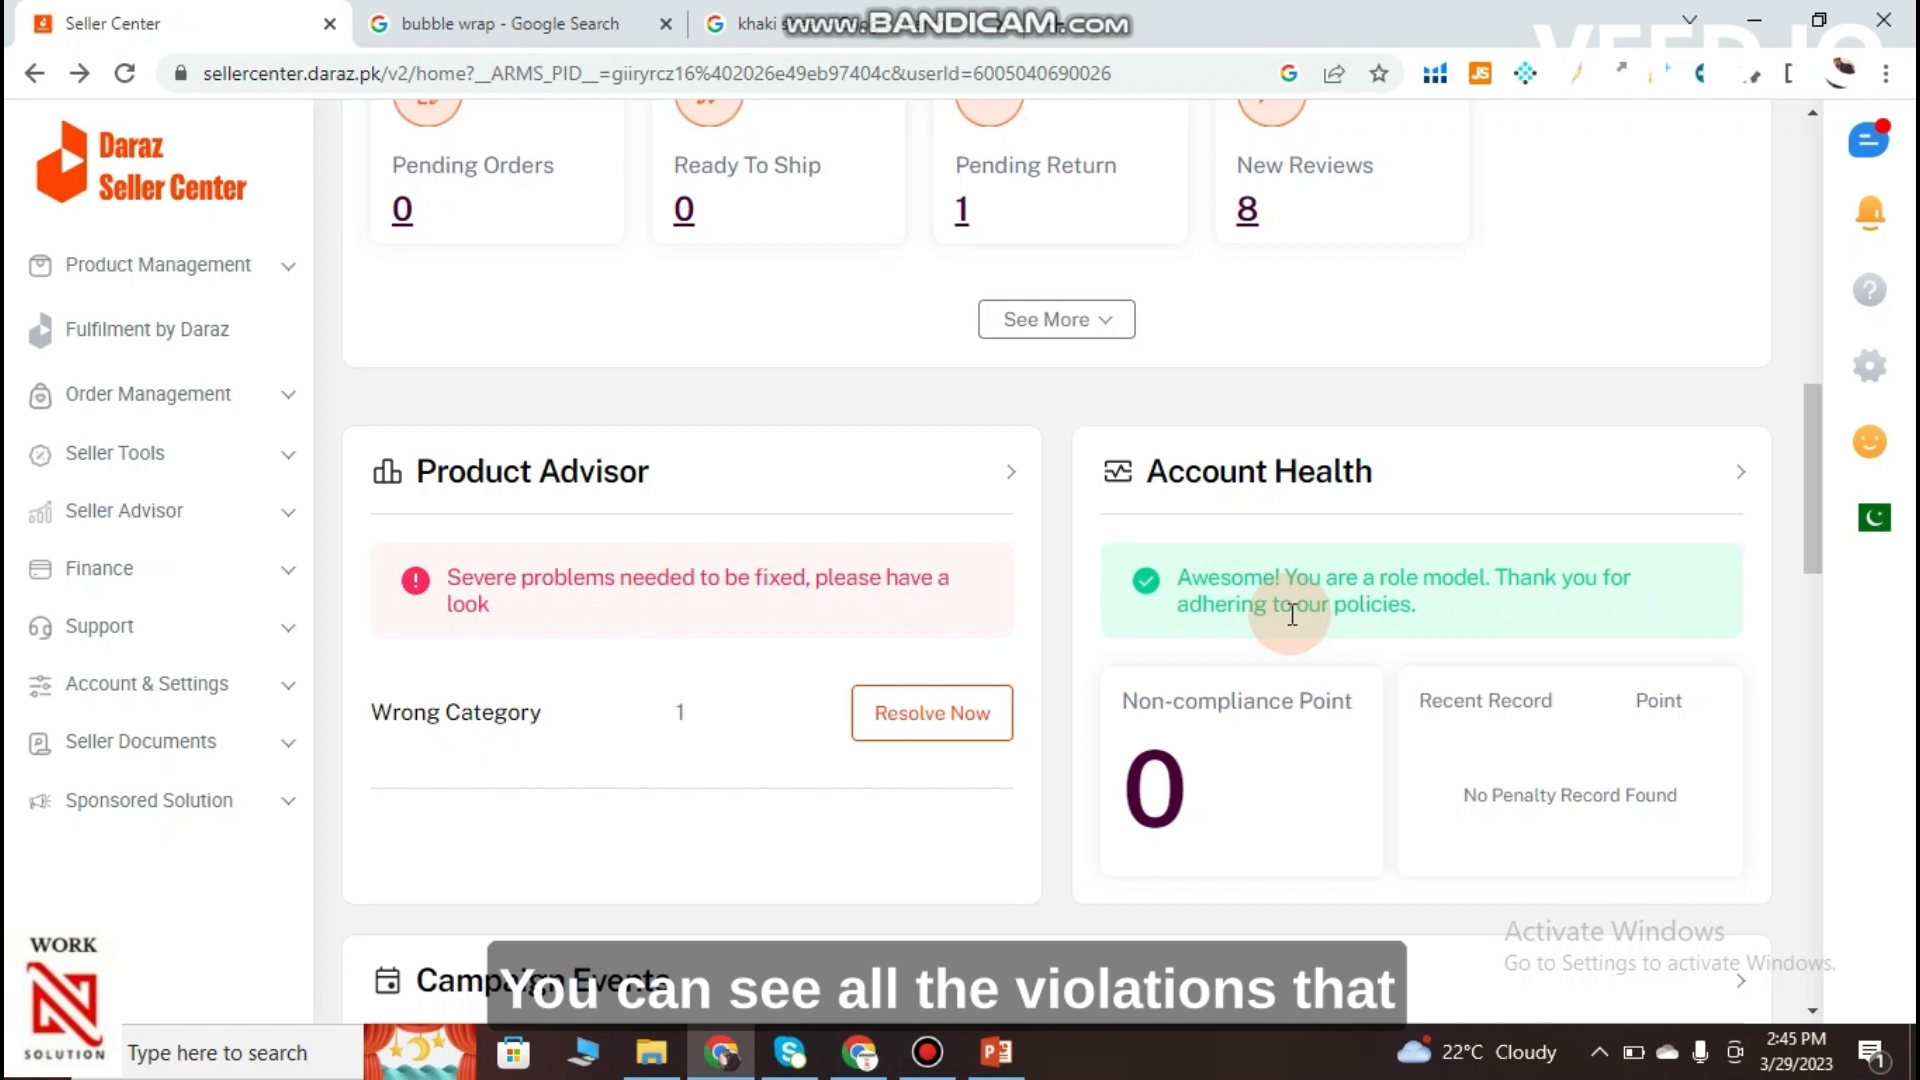 Seller Center
bubble wrap - Google Search
khaki
www.BANDICAM.com
VEED.IO
sellercenter.daraz.pk/v2/home?__ARMS_PID__=giiryrcz16%402026e49eb97404c&userId=6005040690026
JS
Daraz
Seller Center
Product Management
Fulfilment by Daraz
Order Management
Seller Tools
Seller Advisor
Finance
Support
Account & Settings
Seller Documents
Sponsored Solution
Pending Orders
0
Ready To Ship
0
Pending Return
1
New Reviews
8
See More
Product Advisor
Severe problems needed to be fixed, please have a
look
Wrong Category 1 Resolve Now
Account Health
Awesome! You are a role model. Thank you for
adhering to our policies.
Non-compliance Point
0
Recent Record Point
No Penalty Record Found
Campaign Events
You can see all the violations that
Activate Windows
Go to Settings to activate Windows.
WORK
N
SOLUTION
Type here to search
22°C Cloudy
2:45 PM
3/29/2023
1